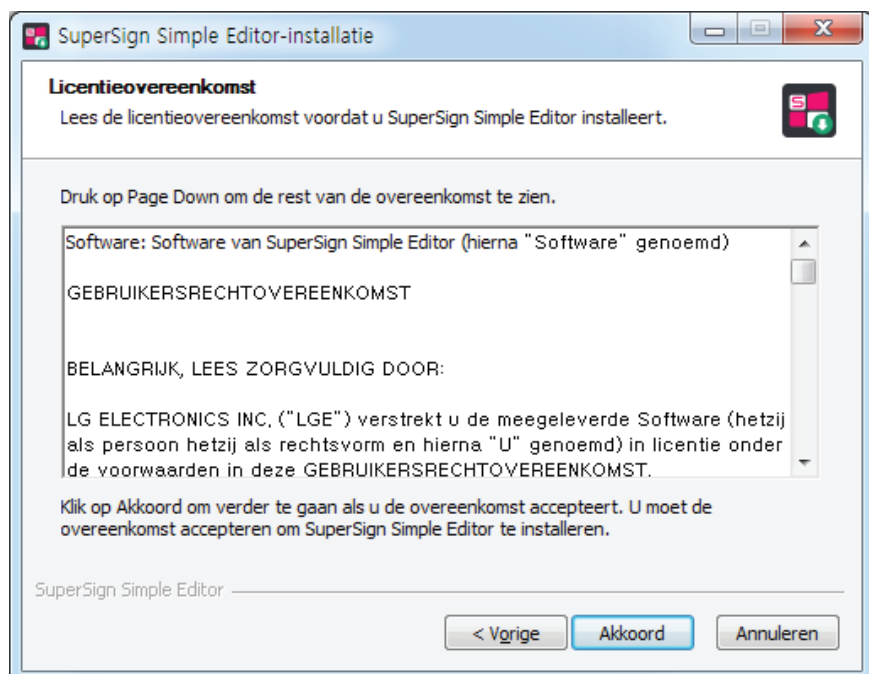 SuperSign Simple Editor-installatie
Licentieovereenkomst
Lees de licentieovereenkomst voordat u SuperSign Simple Editor installeert.
S
Druk op Page Down om de rest van de overeenkomst te zien.
Software: Software van SuperSign Simple Editor (hierna "Software" genoemd)
GEBRUIKERSRECHTOVEREENKOMST
BELANGRIJK, LEES ZORGVULDIG DOOR:
LG ELECTRONICS INC, ("LGE") verstrekt u de meegeleverde Software (hetzij
als persoon hetzij als rechtsvorm en hierna "U" genoemd) in licentie onder
de voorwaarden in deze GEBRUIKERSRECHTOVEREENKOMST.
Klik op Akkoord om verder te gaan als u de overeenkomst accepteert. U moet de
overeenkomst accepteren om SuperSign Simple Editor te installeren.
SuperSign Simple Editor
< Vorige Akkoord Annuleren